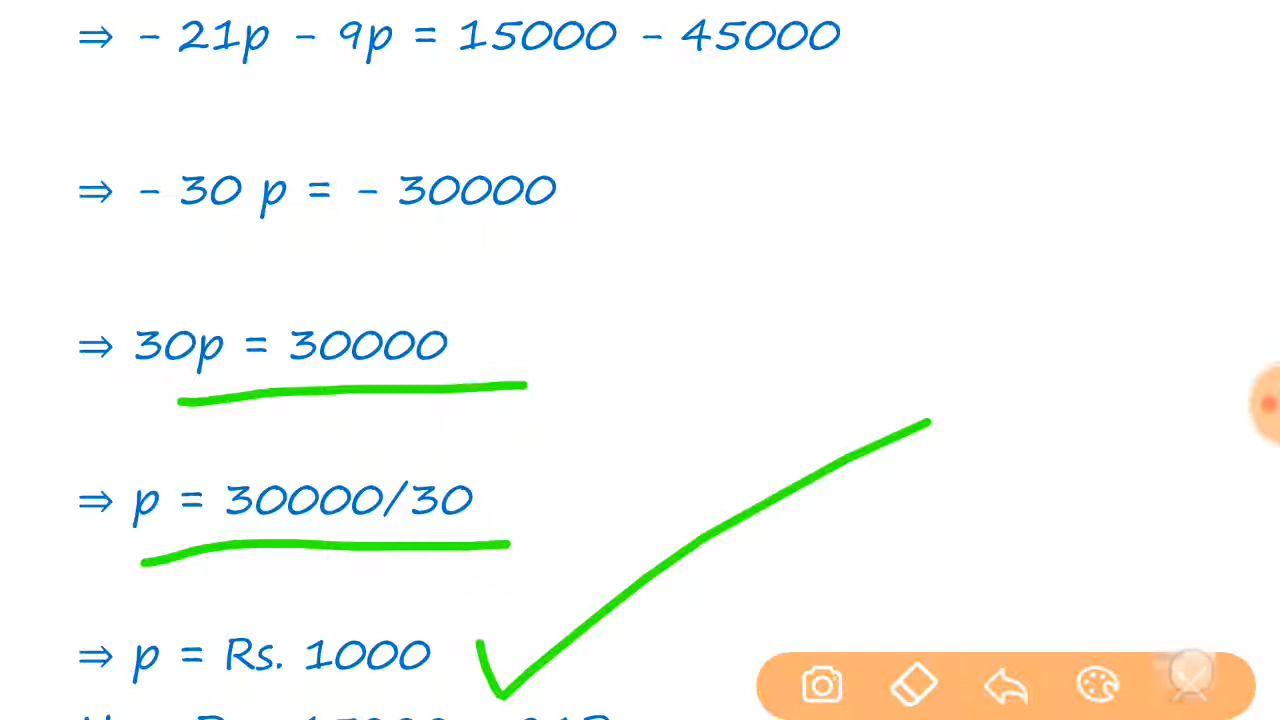 ⇒ - 21p - 9p = 15000 - 45000
⇒ - 30 p = - 30000
⇒ 30p = 30000
⇒ p = 30000/30
⇒ p = Rs. 1000